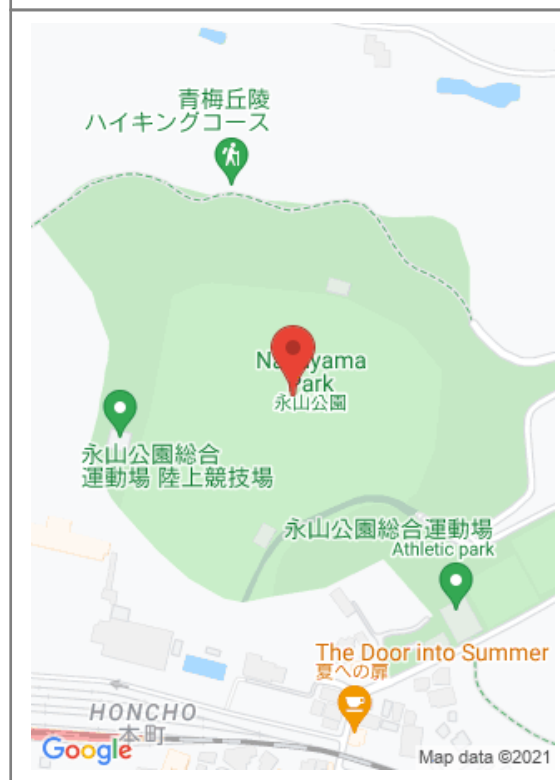 青梅丘陵
ハイキングコース
Park
永山公園
永山公園総合
運動場 陸上競技場
永山公園総合運動場
Athletic park
The Door into Summer
夏への扉
HONCHO
本町
Google
Map data ©2021